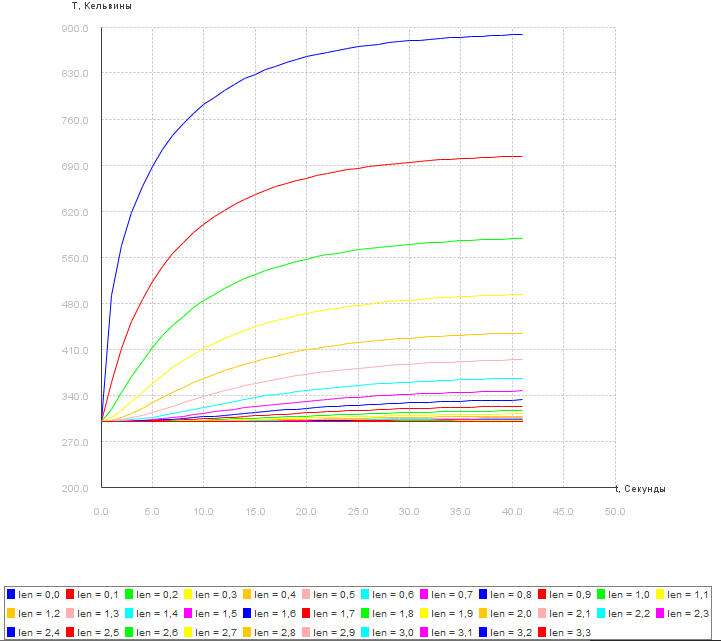 T, Кельвины
900.0
830.0
760.0
690.0
620.0
550.0
480.0
410.0
340.0
270.0
200.0
t, Секунды
0.0 5.0 10.0 15.0 20.0 25.0 30.0 35.0 40.0 45.0 50.0
len = 0,0 len = 0,1 len = 0,2 len = 0,3 len = 0,4 len = 0,5 len = 0,6 len = 0,7 len = 0,8 len = 0,9 len = 1,0 len = 1,1
len = 1,2 len = 1,3 len = 1,4 len = 1,5 len = 1,6 len = 1,7 len = 1,8 len = 1,9 len = 2,0 len = 2,1 len = 2,2 len = 2,3
len = 2,4 len = 2,5 len = 2,6 len = 2,7 len = 2,8 len = 2,9 len = 3,0 len = 3,1 len = 3,2 len = 3,3